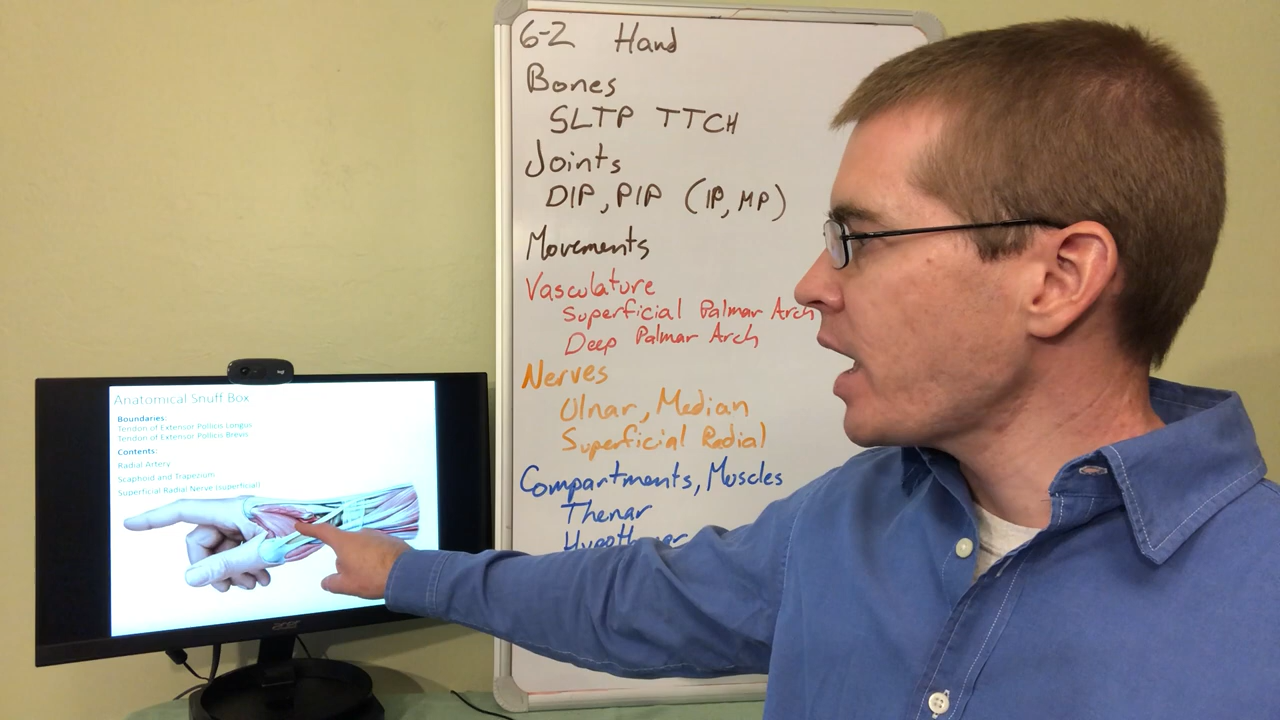 6-2 Hand
Bones
SLTP TTCH
Joints
DIP, PIP (IP, MP)
Movements
Vasculature
Superficial Palmar Arch
Deep Palmar Arch
Nerves
Ulnar, Median
Superficial Radial
Compartments, Muscles
Thenar
Hypothenar
Anatomical Snuff Box
Boundaries:
Tendon of Extensor Pollicis Longus
Tendon of Extensor Pollicis Brevis
Contents:
Radial Artery
Scaphoid and Trapezium
Superficial Radial Nerve (superficial)
acer